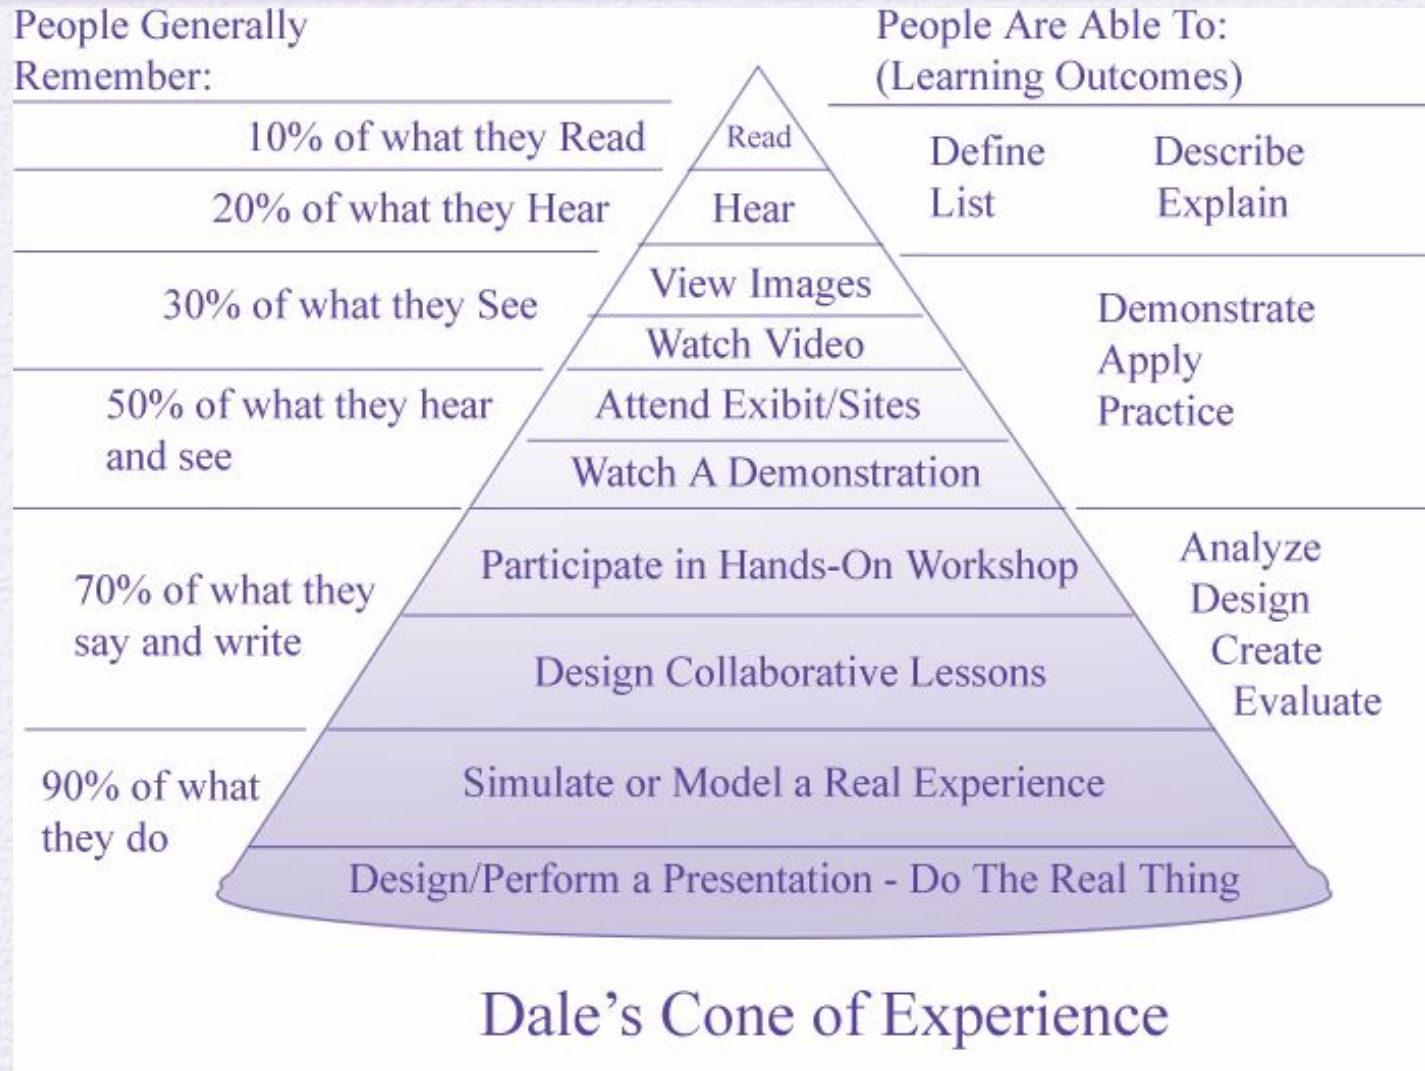 People Generally
Remember:
10% of what they Read
20% of what they Hear
30% of what they See
50% of what they hear
and see
70% of what they
say and write
90% of what
they do
Read
Hear
View Images
Watch Video
Attend Exibit/Sites
Watch A Demonstration
Participate in Hands-On Workshop
Design Collaborative Lessons
Simulate or Model a Real Experience
Design/Perform a Presentation - Do The Real Thing
People Are Able To:
(Learning Outcomes)
Define Describe
List Explain
Demonstrate
Apply
Practice
Analyze
Design
Create
Evaluate
Dale's Cone of Experience